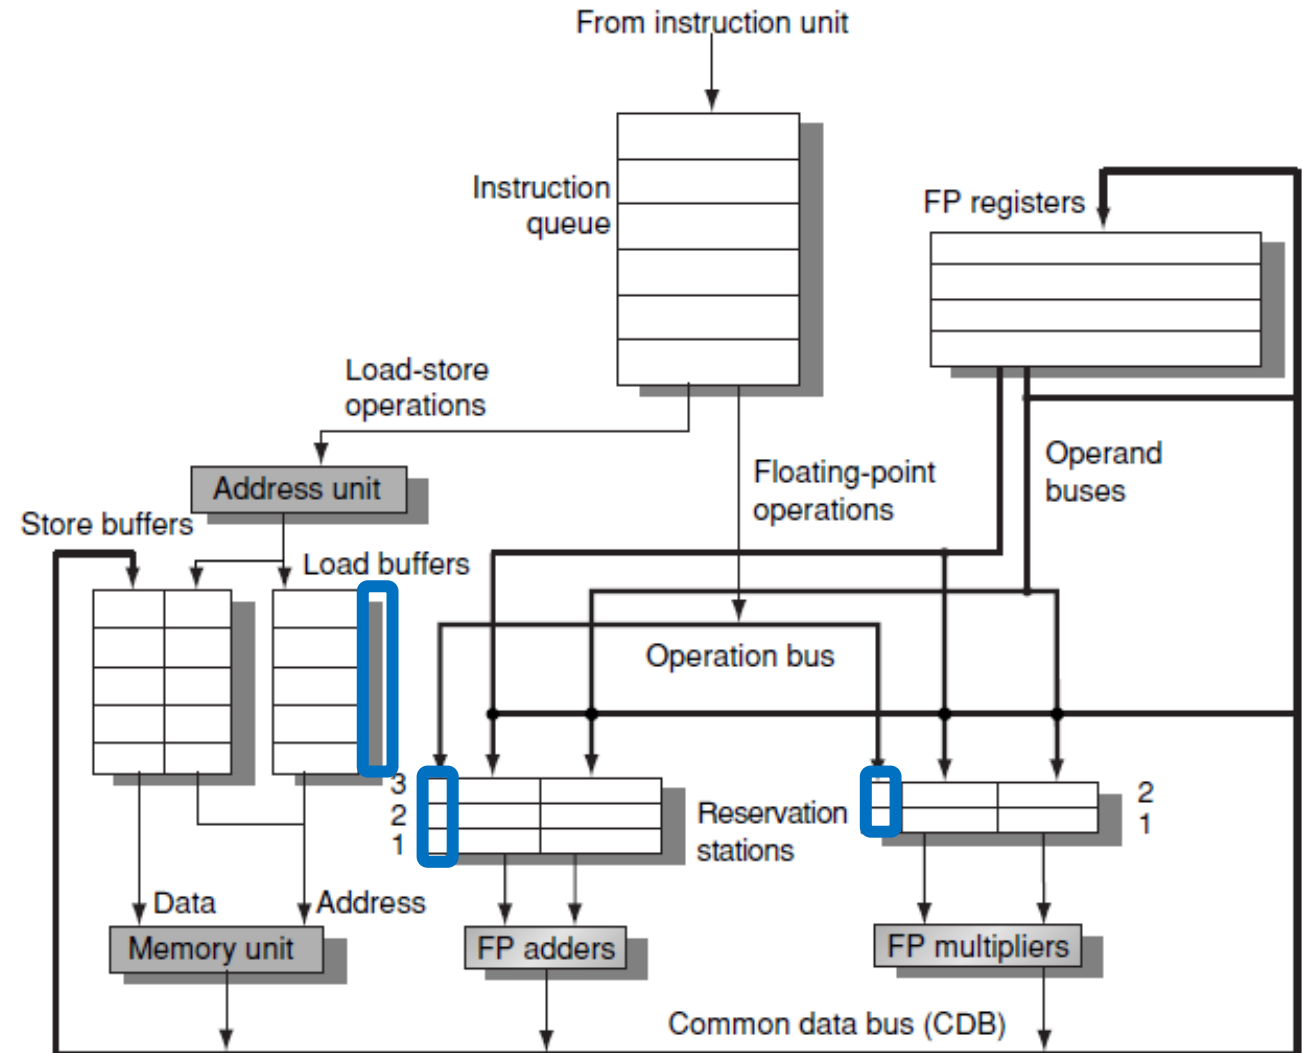 From instruction unit
Instruction
queue
FP registers
Load-store
operations
Operand
buses
Floating-point
operations
Address unit
Store buffers
Load buffers
Operation bus
3
2
1
Reservation
stations
2
1
Data
Address
Memory unit
FP adders
FP multipliers
Common data bus (CDB)